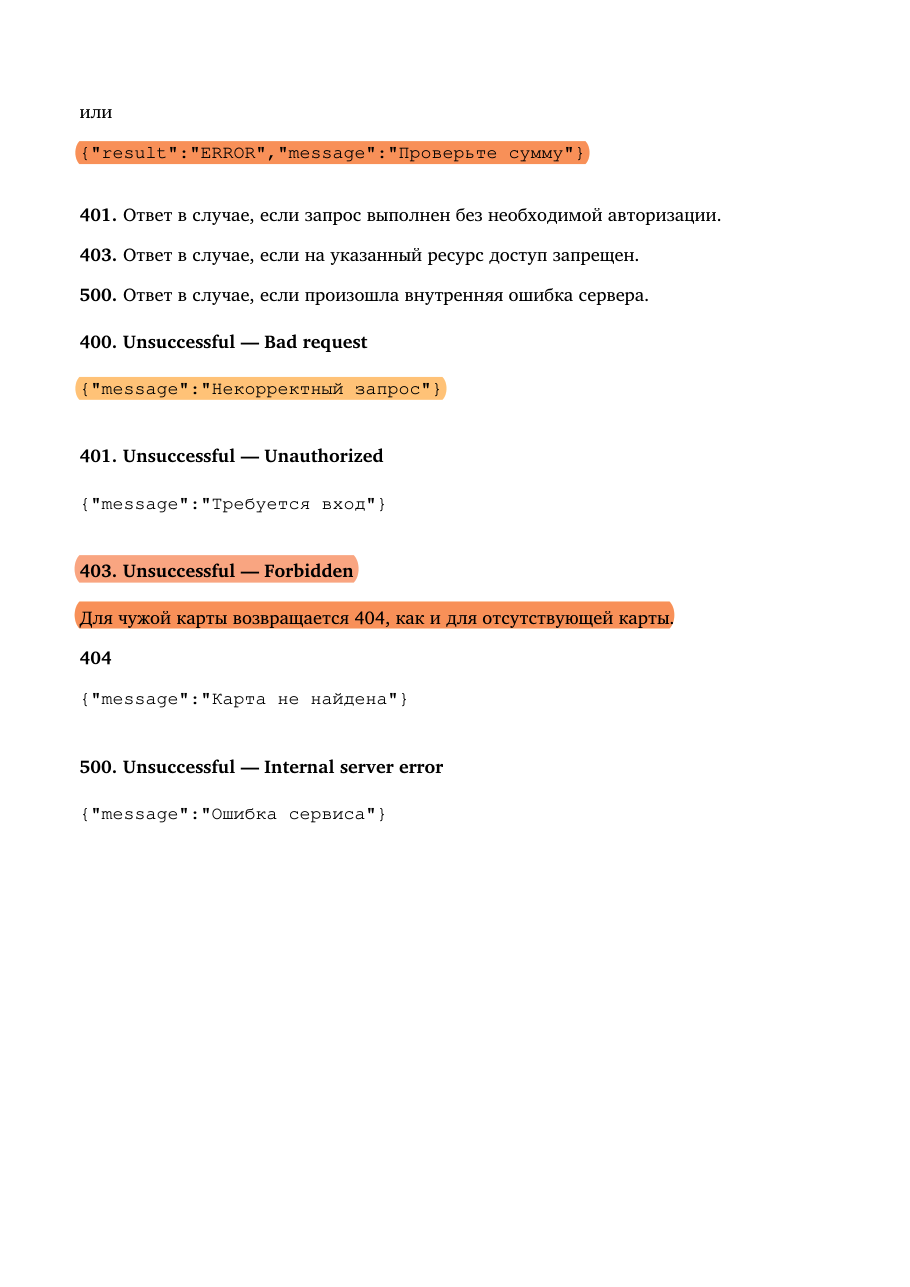 или
{"result":"ERROR","message":"Проверьте сумму"}
401. Ответ в случае, если запрос выполнен без необходимой авторизации.
403. Ответ в случае, если на указанный ресурс доступ запрещен.
500. Ответ в случае, если произошла внутренняя ошибка сервера.
400. Unsuccessful — Bad request
{"message":"Некорректный запрос"}
401. Unsuccessful — Unauthorized
{"message":"Требуется вход"}
403. Unsuccessful — Forbidden
Для чужой карты возвращается 404, как и для отсутствующей карты.
404
{"message":"Карта не найдена"}
500. Unsuccessful — Internal server error
{"message":"Ошибка сервиса"}